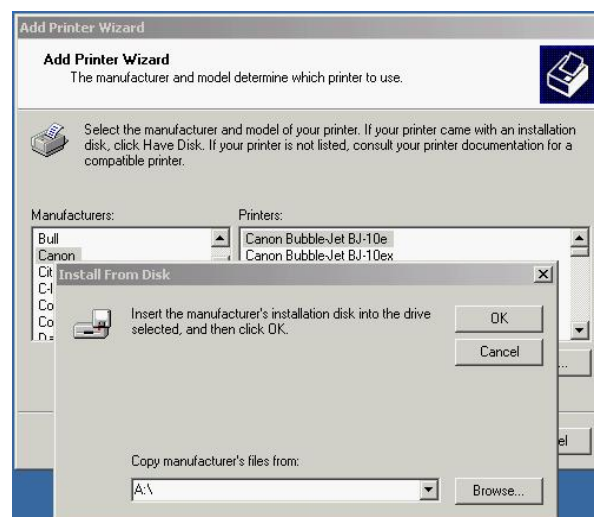 Add Printer Wizard
Add Printer Wizard
The manufacturer and model determine which printer to use.
Select the manufacturer and model of your printer. If your printer came with an installation
disk, click Have Disk. If your printer is not listed, consult your printer documentation for a
compatible printer.
Manufacturers:
Printers:
Bull
Canon
Cit
C-I
Co
Co
Canon Bubble-Jet BJ-10e
Canon Bubble-Jet BJ-10ex
Install From Disk
Insert the manufacturer's installation disk into the drive
selected, and then click OK.
OK
Cancel
...
el
Copy manufacturer's files from:
A:\
Browse...